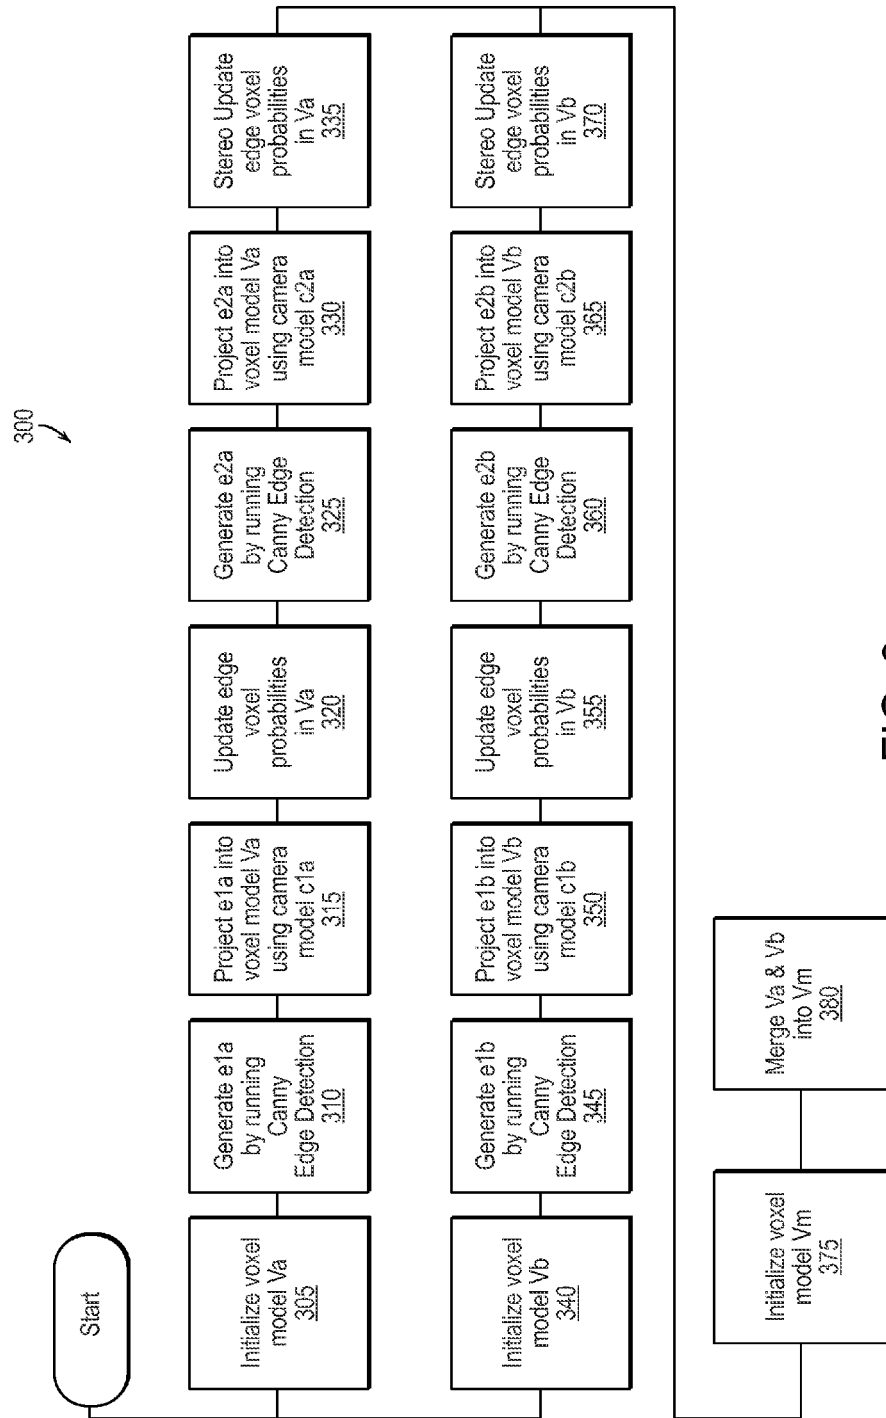 300
Start
Initialize voxel
model Va
305
Generate e1a
by running
Canny
Edge Detection
310
Project e1a into
voxel model Va
using camera
model c1a
315
Update edge
voxel
probabilities
in Va
320
Generate e2a
by running
Canny Edge
Detection
325
Project e2a into
voxel model Va
using camera
model c2a
330
Stereo Update
edge voxel
probabilities
in Va
335
Initialize voxel
model Vb
340
Generate e1b
by running
Canny
Edge Detection
345
Project e1b into
voxel model Vb
using camera
model c1b
350
Update edge
voxel
probabilities
in Vb
355
Generate e2b
by running
Canny Edge
Detection
360
Project e2b into
voxel model Vb
using camera
model c2b
365
Stereo Update
edge voxel
probabilities
in Vb
370
Initialize voxel
model Vm
375
Merge Va & Vb
into Vm
380